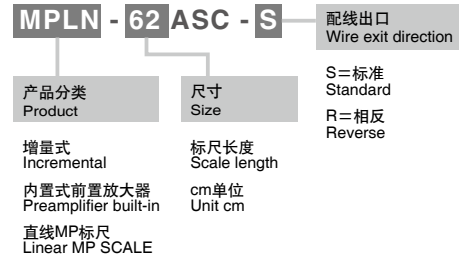 MPLN - 62 ASC - S
配线出口
Wire exit direction
S=标准
Standard
R=相反
Reverse
产品分类
Product
增量式
Incremental
内置式前置放大器
Preamplifier built-in
直线MP标尺
Linear MP SCALE
尺寸
Size
标尺长度
Scale length
cm单位
Unit cm